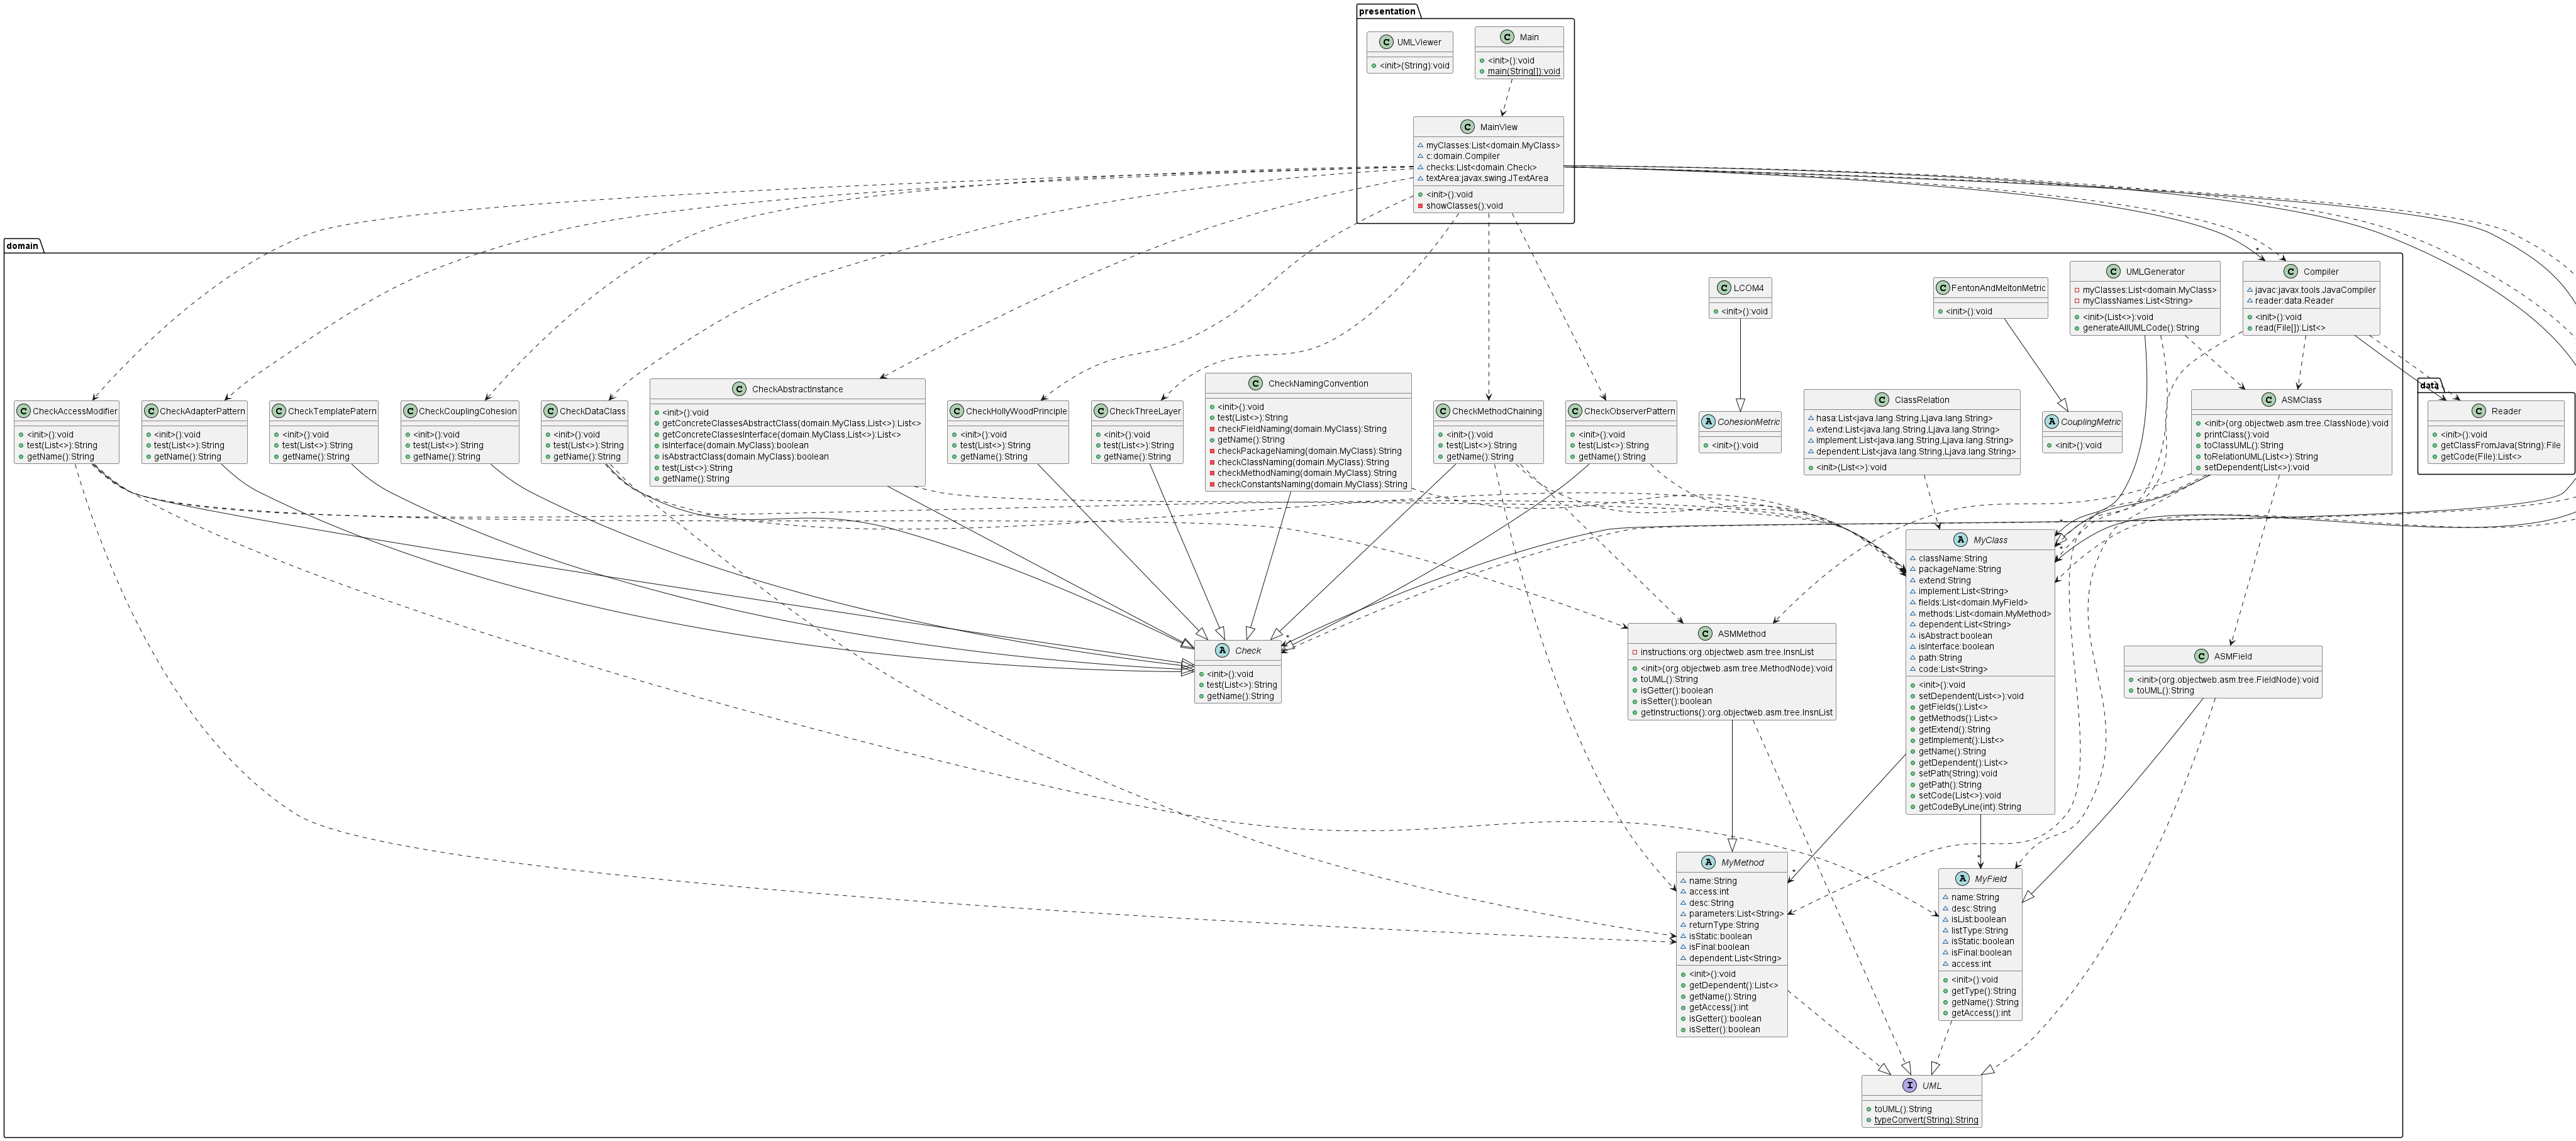 presentation
C UMLViewer
<init>(String):void
C Main
<init>():void
main(String[]):void
C MainView
myClasses:List<domain.MyClass>
c:domain.Compiler
checks:List<domain.Check>
textArea:javax.swing.JTextArea
<init>():void
showClasses():void
domain
C LCOM4
<init>():void
C FentonAndMeltonMetric
<init>():void
C UMLGenerator
myClasses:List<domain.MyClass>
myClassNames:List<String>
<init>(List<>):void
generateAllUMLCode():String
*
C Compiler
javac:javax.tools.JavaCompiler
reader:data.Reader
<init>():void
read(File[]):List<>
C CheckAccessModifier
<init>():void
test(List<>):String
getName():String
C CheckAdapterPattern
<init>():void
test(List<>):String
getName():String
C CheckTemplatePatern
<init>():void
test(List<>):String
getName():String
C CheckCouplingCohesion
<init>():void
test(List<>):String
getName():String
C CheckDataClass
<init>():void
test(List<>):String
getName():String
C CheckAbstractInstance
<init>():void
getConcreteClassesAbstractClass(domain.MyClass,List<>):List<>
getConcreteClassesInterface(domain.MyClass,List<>):List<>
isInterface(domain.MyClass):boolean
isAbstractClass(domain.MyClass):boolean
test(List<>):String
getName():String
C CheckHollyWoodPrinciple
<init>():void
test(List<>):String
getName():String
C CheckThreeLayer
<init>():void
test(List<>):String
getName():String
C CheckNamingConvention
<init>():void
test(List<>):String
checkFieldNaming(domain.MyClass):String
getName():String
checkPackageNaming(domain.MyClass):String
checkClassNaming(domain.MyClass):String
checkMethodNaming(domain.MyClass):String
checkConstantsNaming(domain.MyClass):String
C CheckMethodChaining
<init>():void
test(List<>):String
getName():String
C CheckObserverPattern
<init>():void
test(List<>):String
getName():String
A CohesionMetric
<init>():void
C ClassRelation
hasa:List<java.lang.String,Ljava.lang.String>
extend:List<java.lang.String,Ljava.lang.String>
implement:List<java.lang.String,Ljava.lang.String>
dependent:List<java.lang.String,Ljava.lang.String>
<init>(List<>):void
A CouplingMetric
<init>():void
C ASMClass
<init>(org.objectweb.asm.tree.ClassNode):void
printClass():void
toClassUML():String
toRelationUML(List<>):String
setDependent(List<>):void
data
C Reader
<init>():void
getClassFromJava(String):File
getCode(File):List<>
A MyClass
className:String
packageName:String
extend:String
implement:List<String>
fields:List<domain.MyField>
methods:List<domain.MyMethod>
dependent:List<String>
isAbstract:boolean
isInterface:boolean
path:String
code:List<String>
<init>():void
setDependent(List<>):void
getFields():List<>
getMethods():List<>
getExtend():String
getImplement():List<>
getName():String
getDependent():List<>
setPath(String):void
getPath():String
setCode(List<>):void
getCodeByLine(int):String
A Check
<init>():void
test(List<>):String
getName():String
C ASMMethod
instructions:org.objectweb.asm.tree.InsnList
<init>(org.objectweb.asm.tree.MethodNode):void
toUML():String
isGetter():boolean
isSetter():boolean
getInstructions():org.objectweb.asm.tree.InsnList
C ASMField
<init>(org.objectweb.asm.tree.FieldNode):void
toUML():String
A MyMethod
name:String
access:int
desc:String
parameters:List<String>
returnType:String
isStatic:boolean
isFinal:boolean
dependent:List<String>
<init>():void
getDependent():List<>
getName():String
getAccess():int
isGetter():boolean
isSetter():boolean
A MyField
name:String
desc:String
isList:boolean
listType:String
isStatic:boolean
isFinal:boolean
access:int
<init>():void
getType():String
getName():String
getAccess():int
I UML
toUML():String
typeConvert(String):String